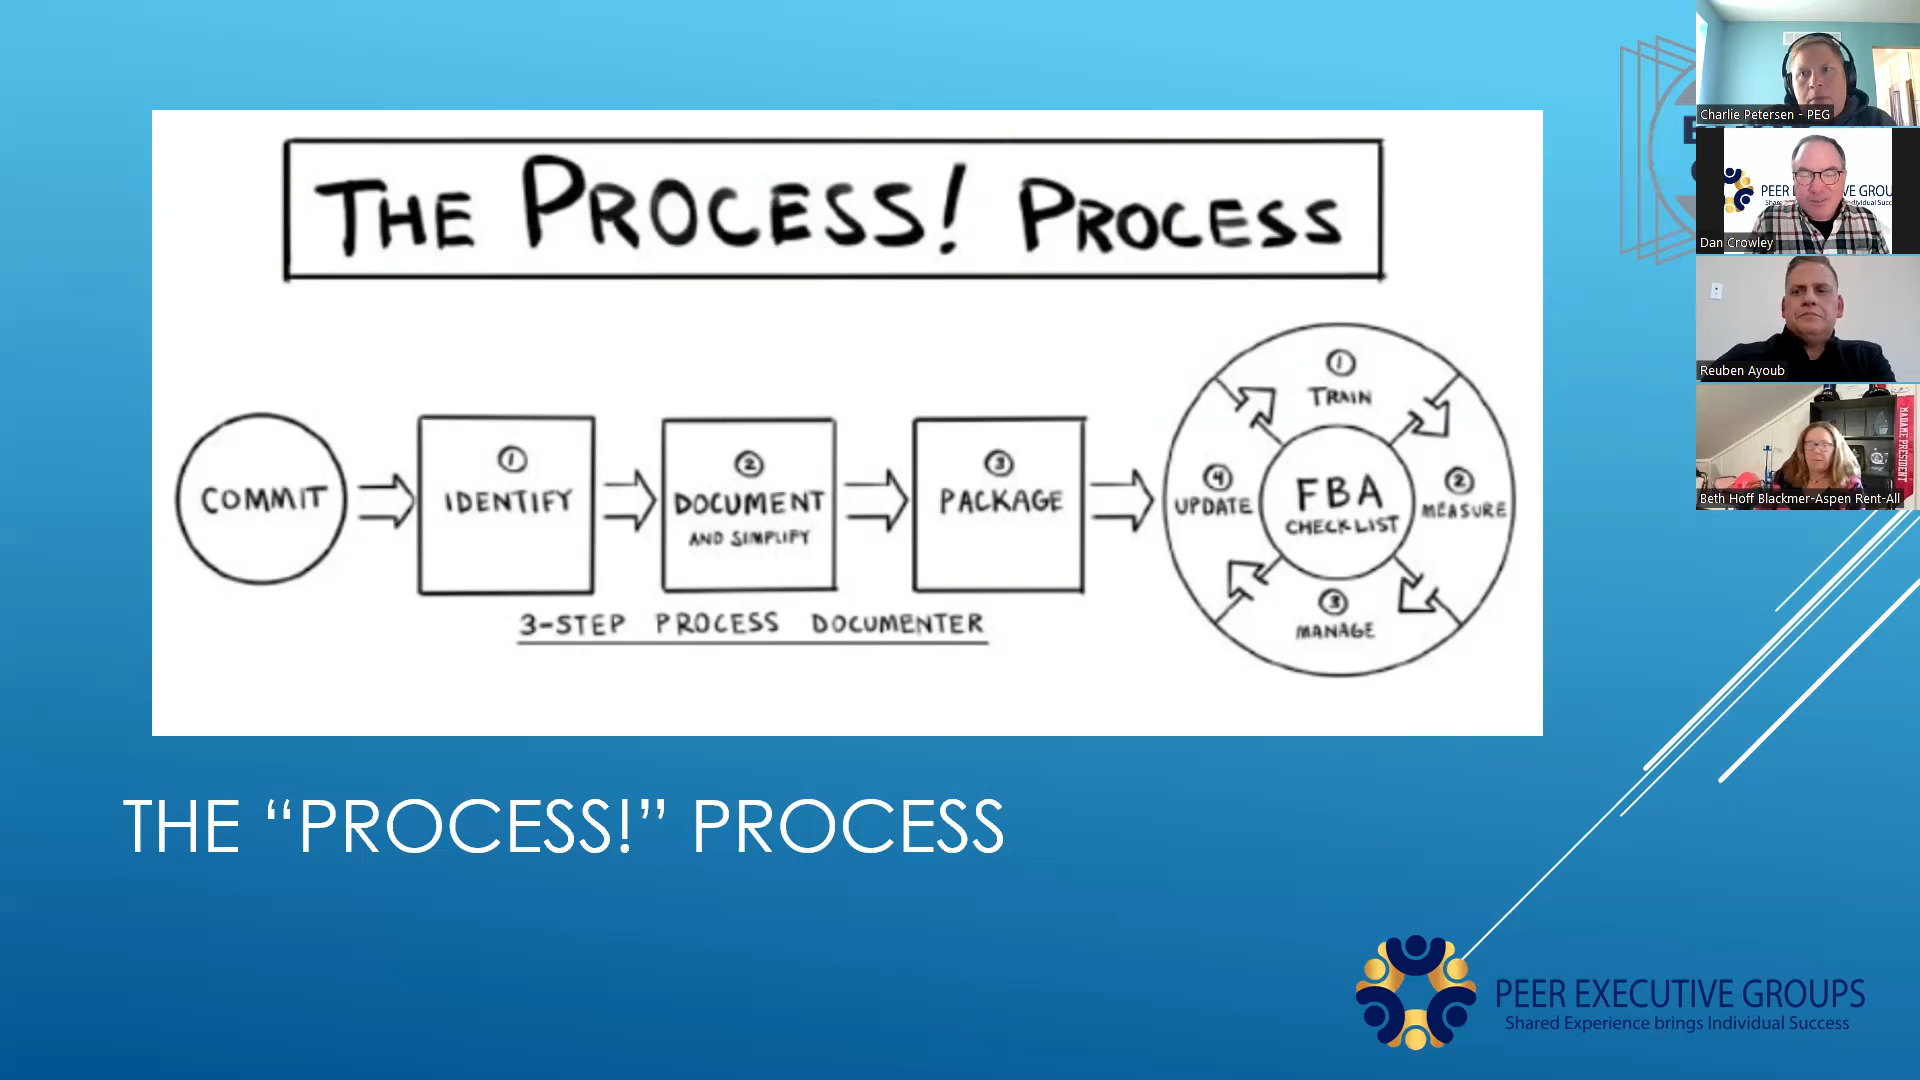 THE PROCESS! PROCESS
COMMIT
1
IDENTIFY
2
DOCUMENT
AND SIMPLIFY
3
PACKAGE
3-STEP PROCESS DOCUMENTER
1
TRAIN
2
MEASURE
3
MANAGE
4
UPDATE
FBA
CHECKLIST
THE “PROCESS!” PROCESS
Charlie Petersen - PEG
Dan Crowley
Reuben Ayoub
MADAME PRESIDENT
Beth Hoff Blackmer-Aspen Rent-All
PEER EXECUTIVE GROUPS
Shared Experience brings Individual Success